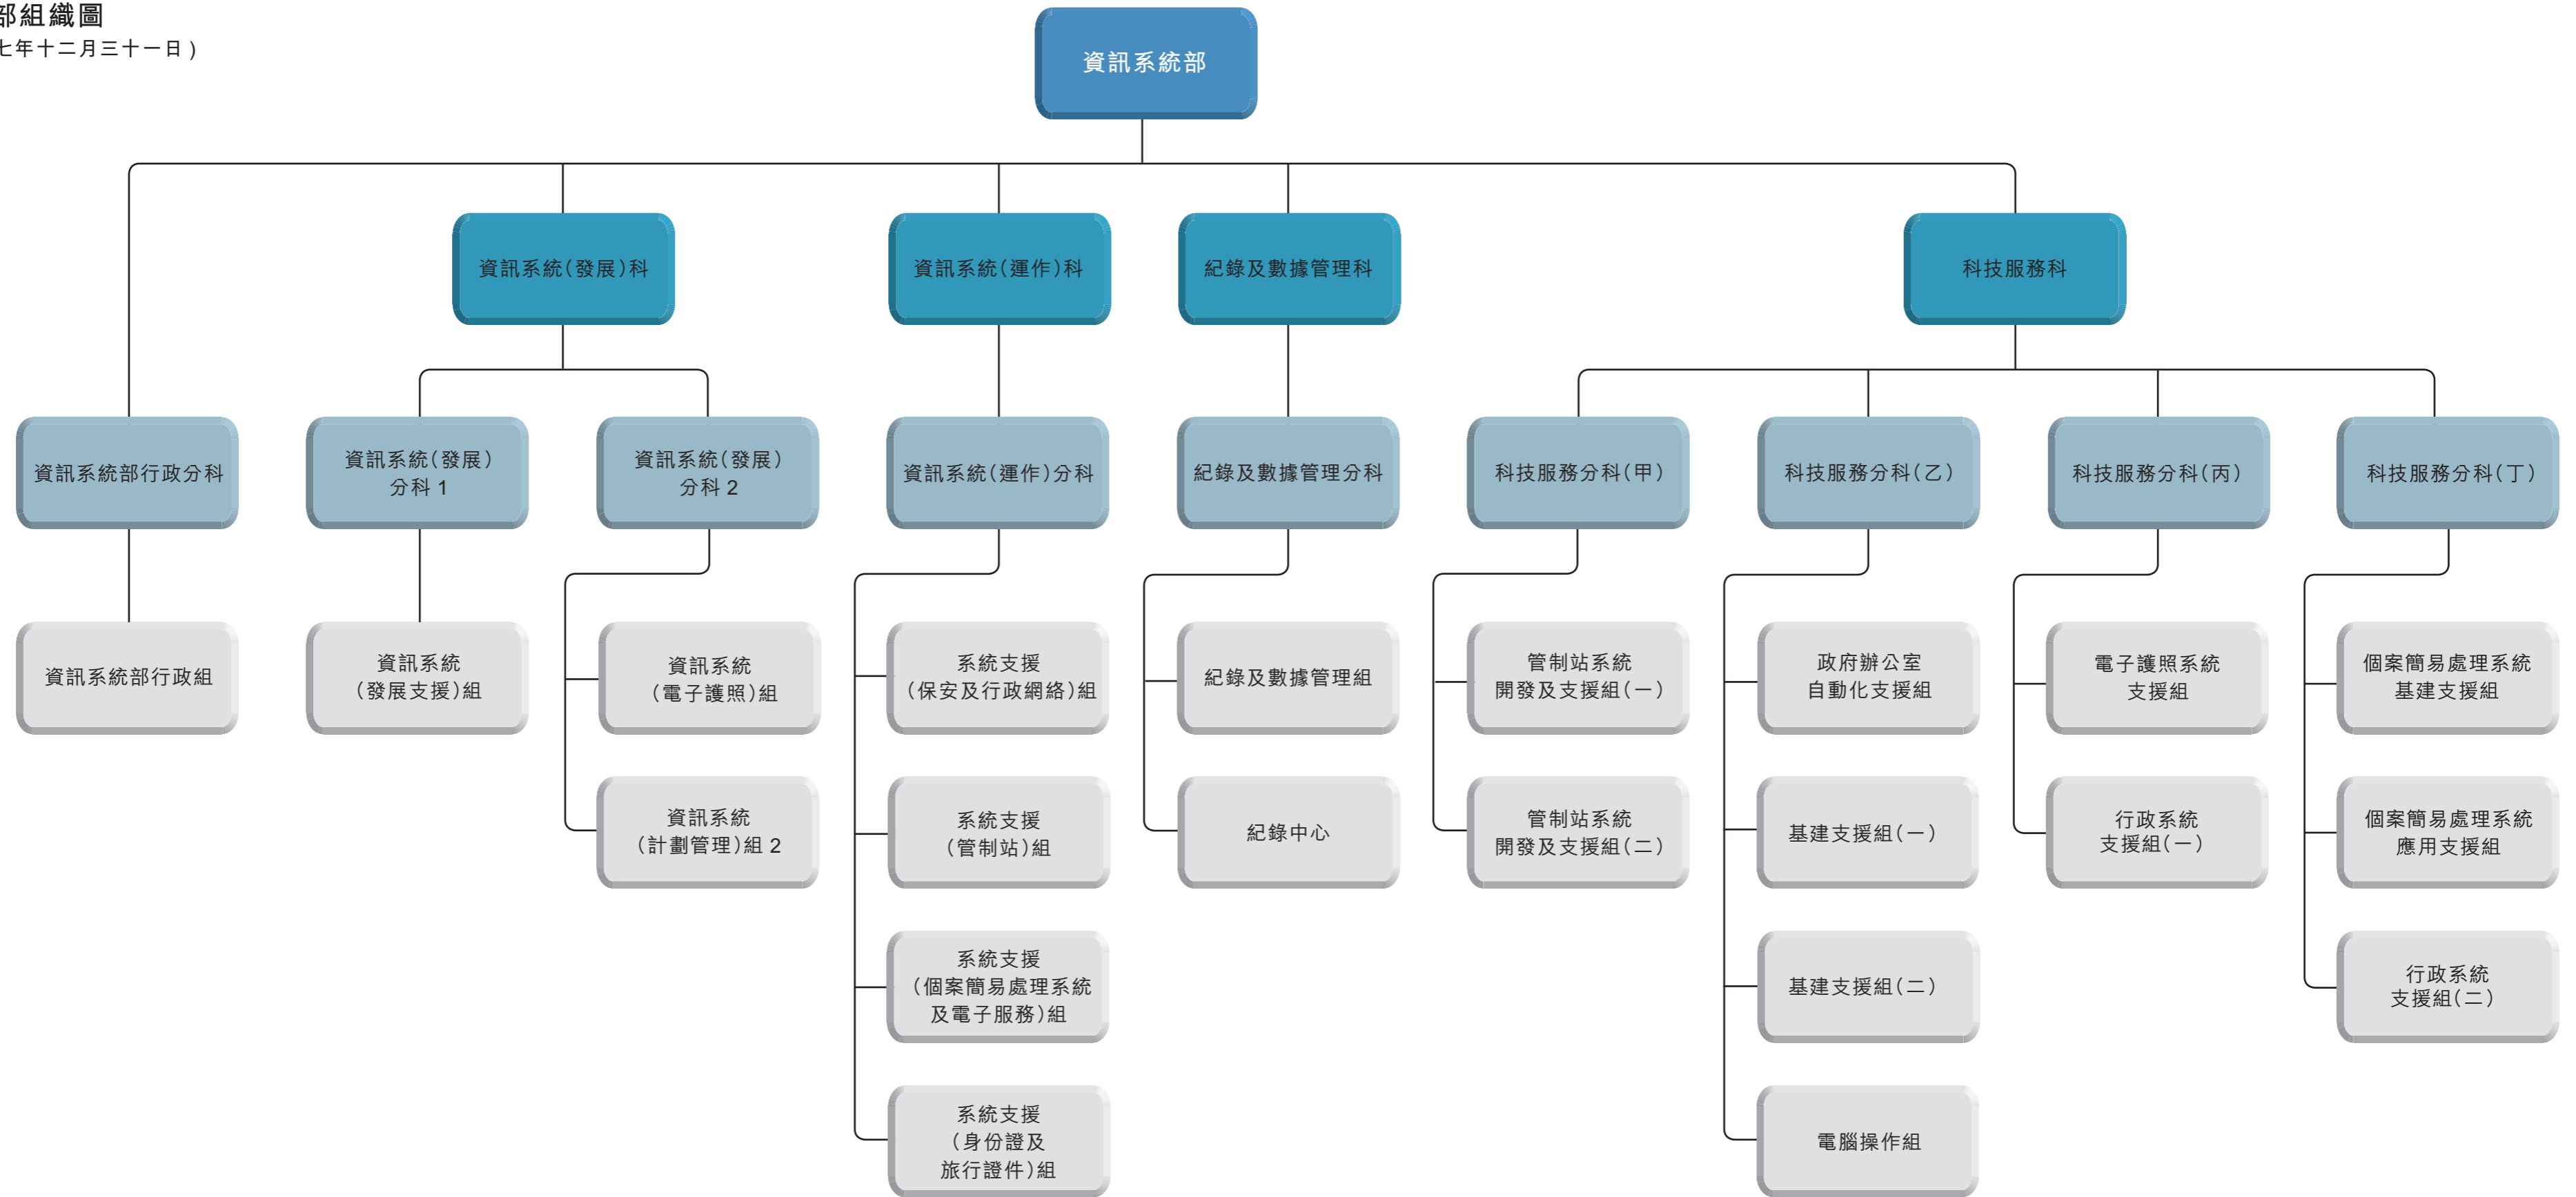 部組織圖
七年十二月三十一日)
資訊系統部
資訊系統(發展)科
資訊系統(運作)科
紀錄及數據管理科
科技服務科
資訊系統部行政分科
資訊系統(發展)
分科 1
資訊系統(發展)
分科 2
資訊系統(運作)分科
紀錄及數據管理分科
科技服務分科(甲)
科技服務分科(乙)
科技服務分科(丙)
科技服務分科(丁)
資訊系統部行政組
資訊系統
(發展支援)組
資訊系統
(電子護照)組
系統支援
(保安及行政網絡)組
紀錄及數據管理組
管制站系統
開發及支援組(一)
政府辦公室
自動化支援組
電子護照系統
支援組
個案簡易處理系統
基建支援組
資訊系統
(計劃管理)組 2
系統支援
(管制站)組
紀錄中心
管制站系統
開發及支援組(二)
基建支援組(一)
行政系統
支援組(一)
個案簡易處理系統
應用支援組
系統支援
(個案簡易處理系統
及電子服務)組
基建支援組(二)
行政系統
支援組(二)
系統支援
(身份證及
旅行證件)組
電腦操作組